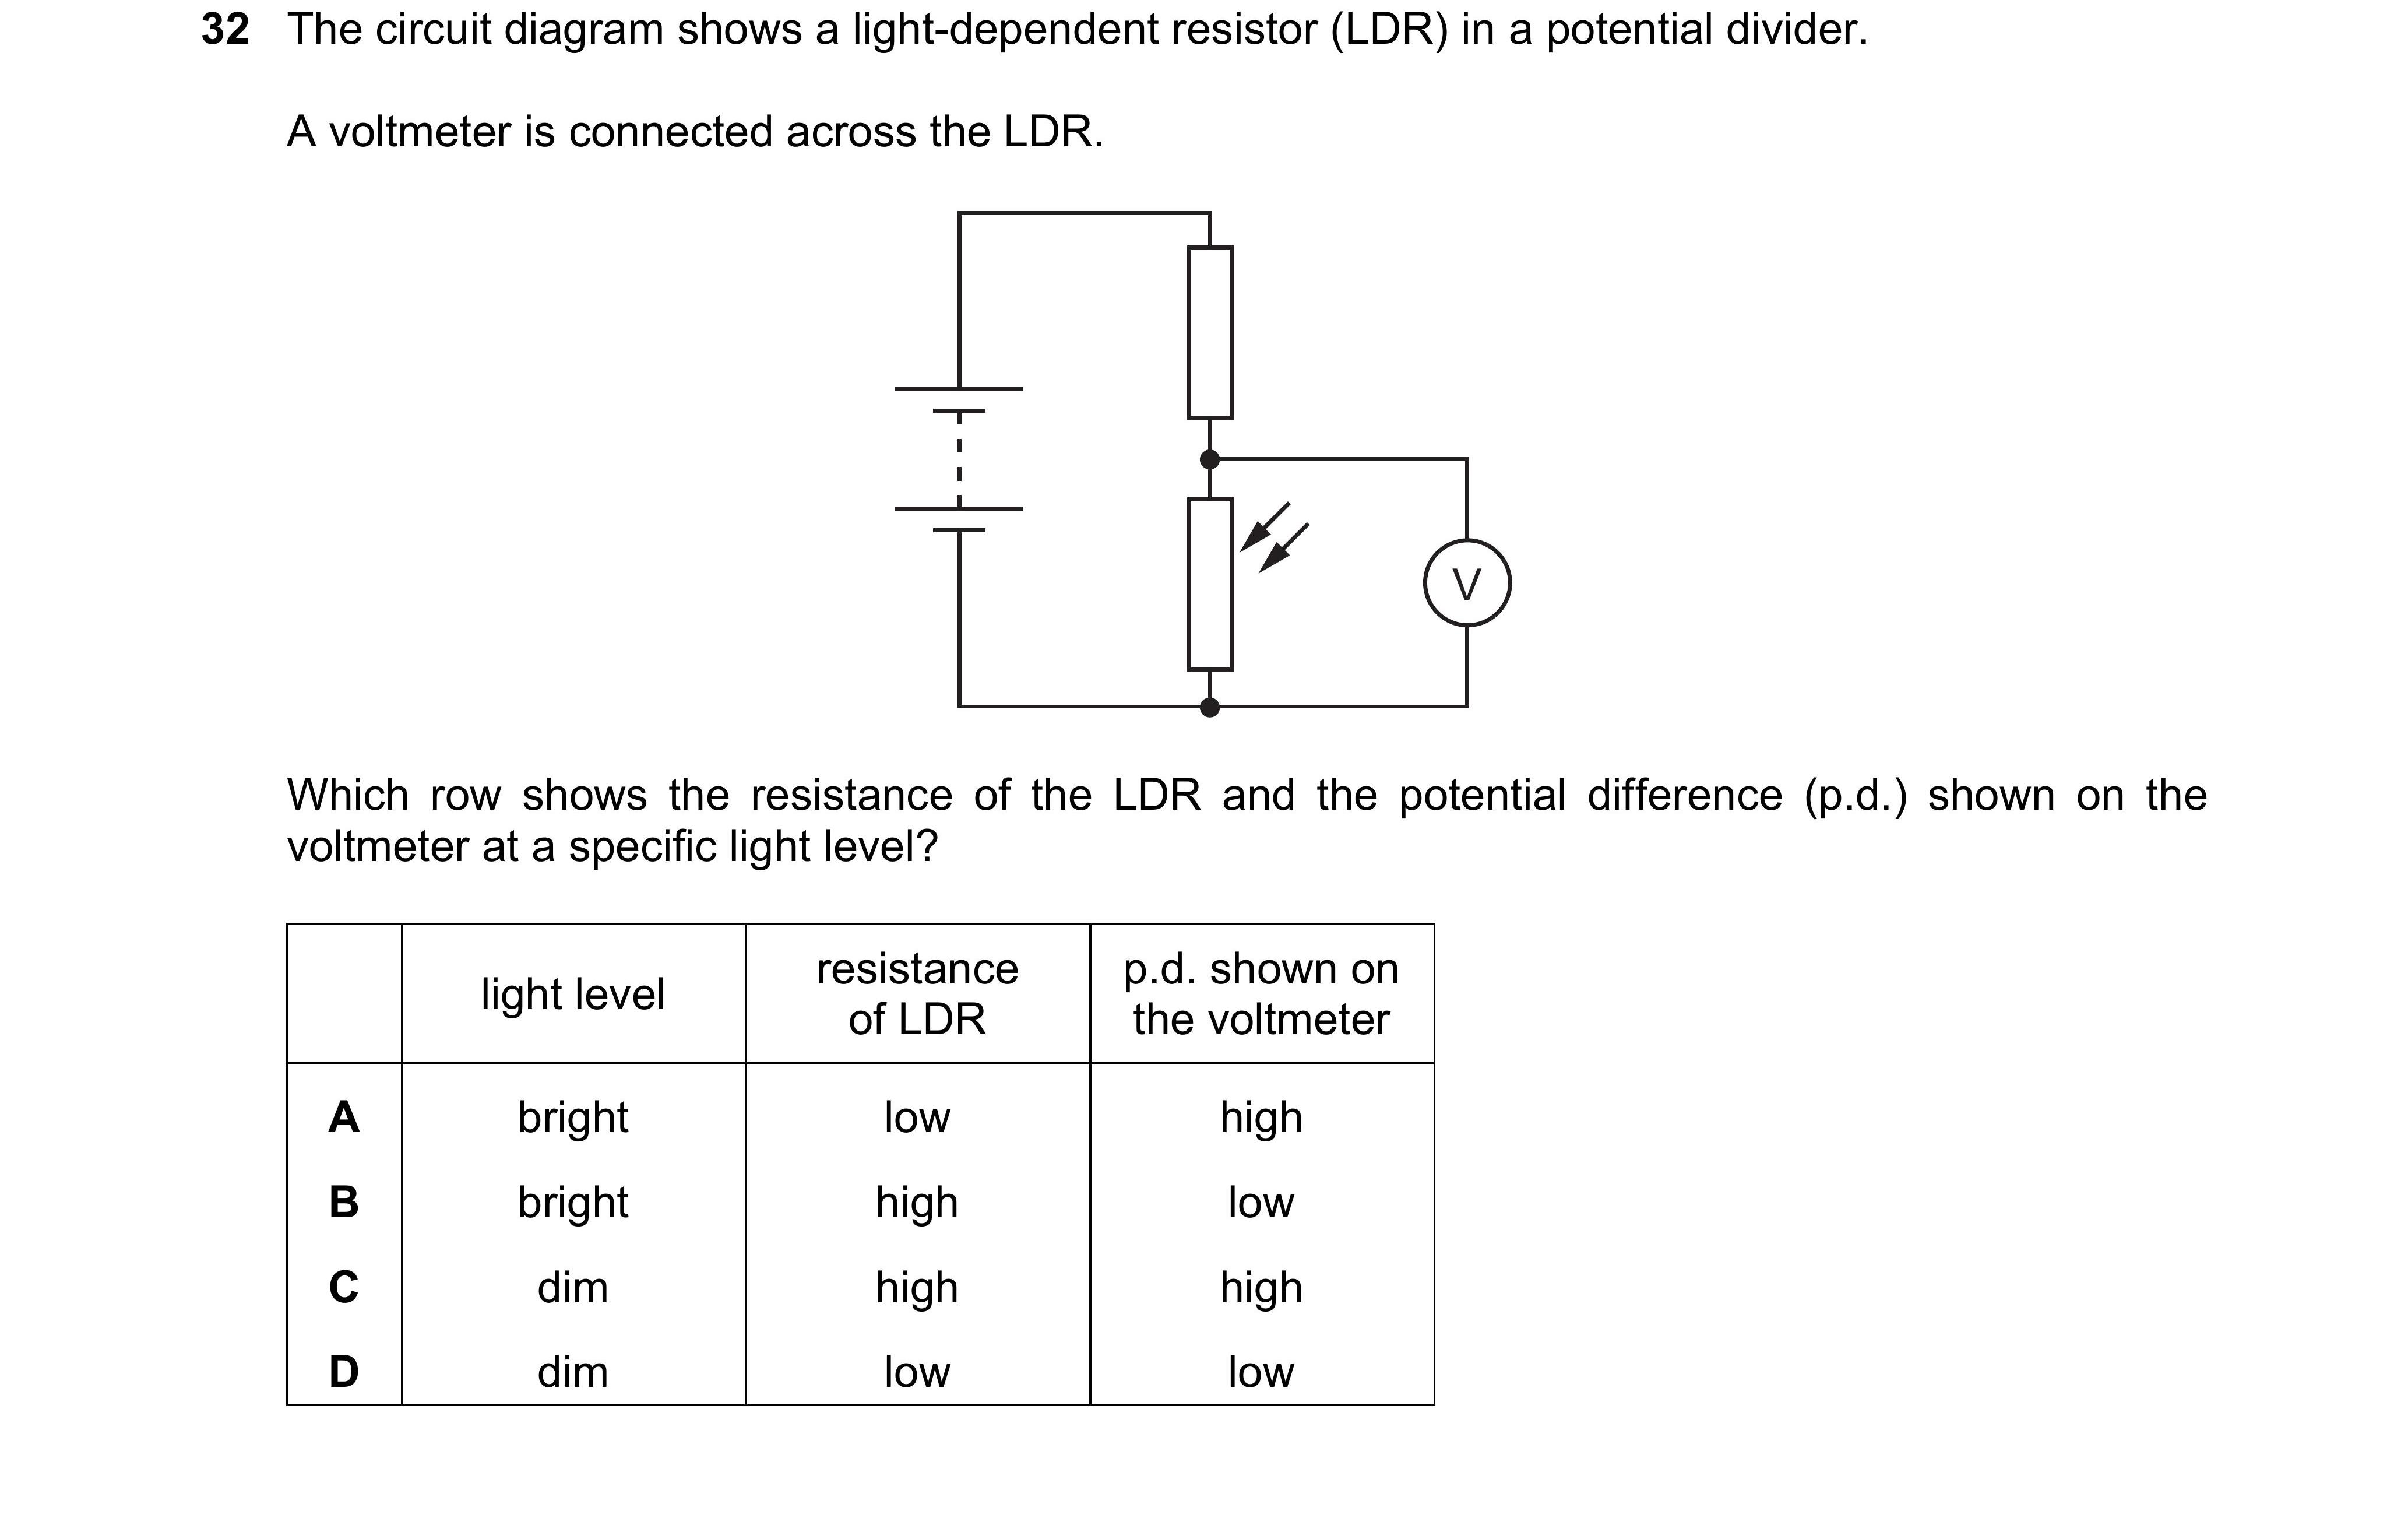 32 The circuit diagram shows a light-dependent resistor (LDR) in a potential divider.
A voltmeter is connected across the LDR.
V
Which row shows the resistance of the LDR and the potential difference (p.d.) shown on the
voltmeter at a specific light level?
light level resistance of LDR p.d. shown on the voltmeter
A bright low high
B bright high low
C dim high high
D dim low low